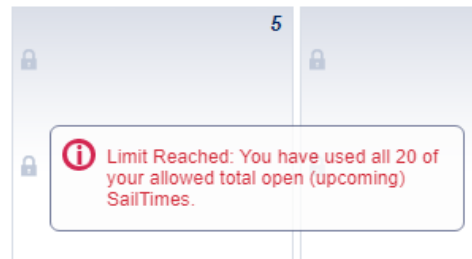 5
Limit Reached: You have used all 20 of
your allowed total open (upcoming)
SailTimes.